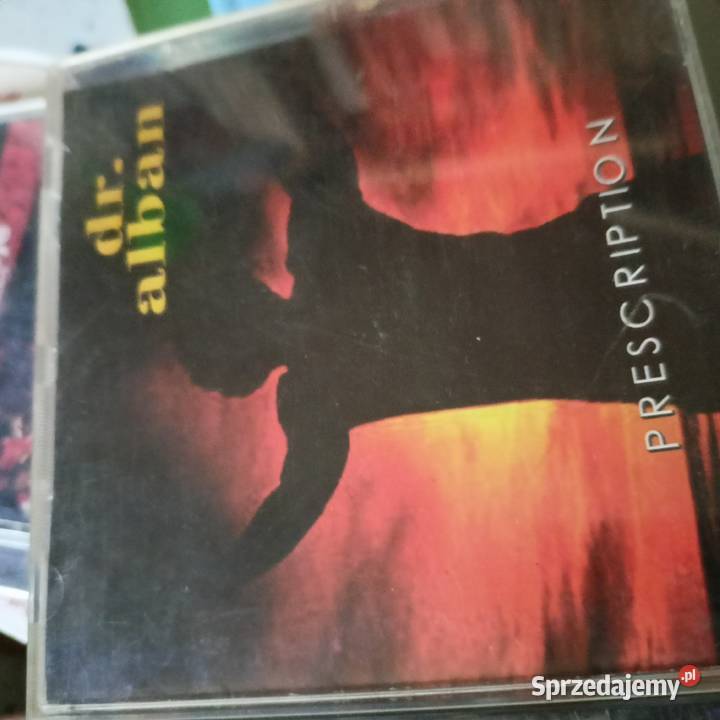 dr.
alban
PRESCRIPTION
Sprzedajemy.pl